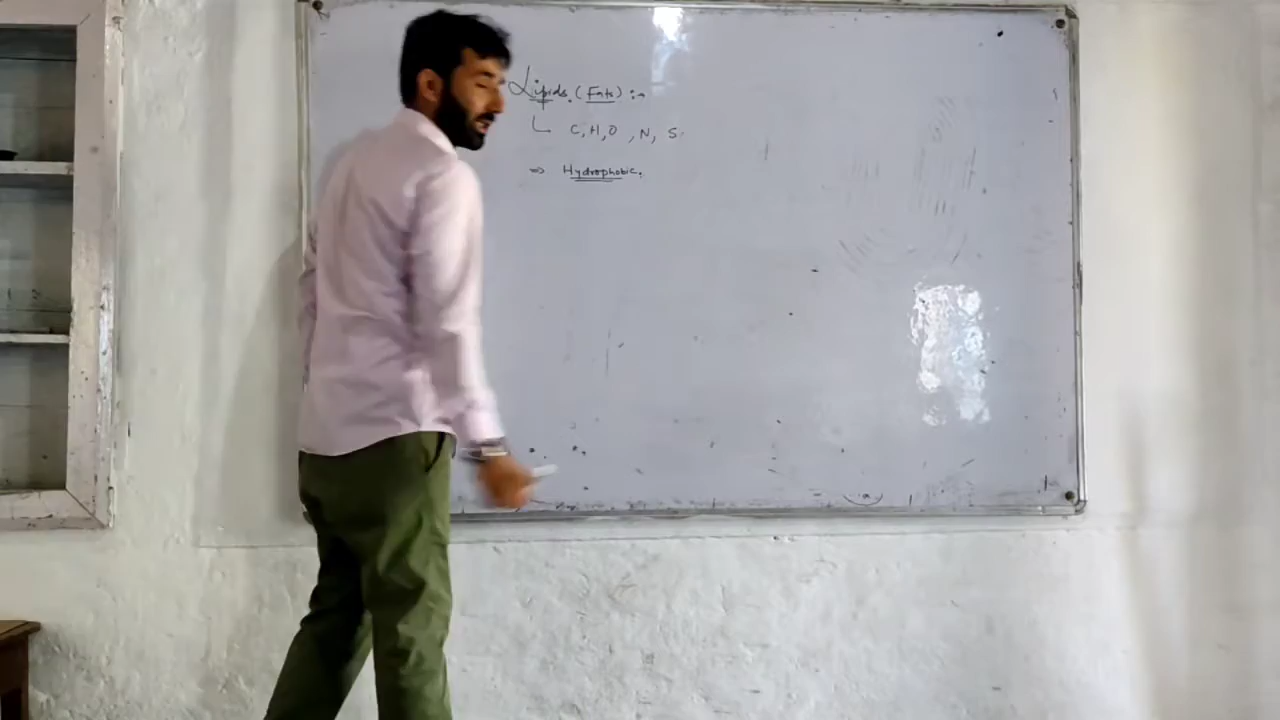 Lipids. (Fats) :→
C, H, O , N, S
⇒ Hydrophobic.